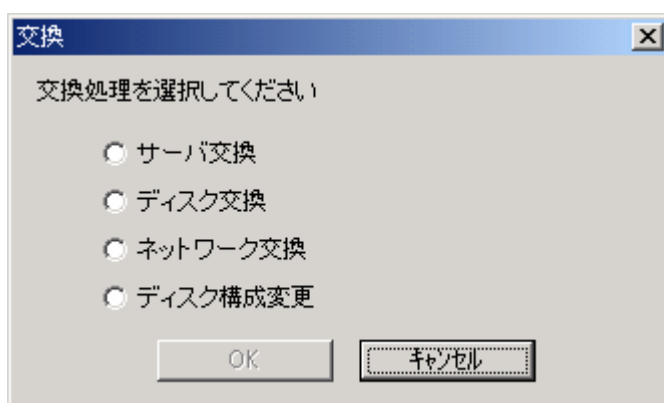 交換
交換処理を選択してください
サーバ交換
ディスク交換
ネットワーク交換
ディスク構成変更
OK
キャンセル